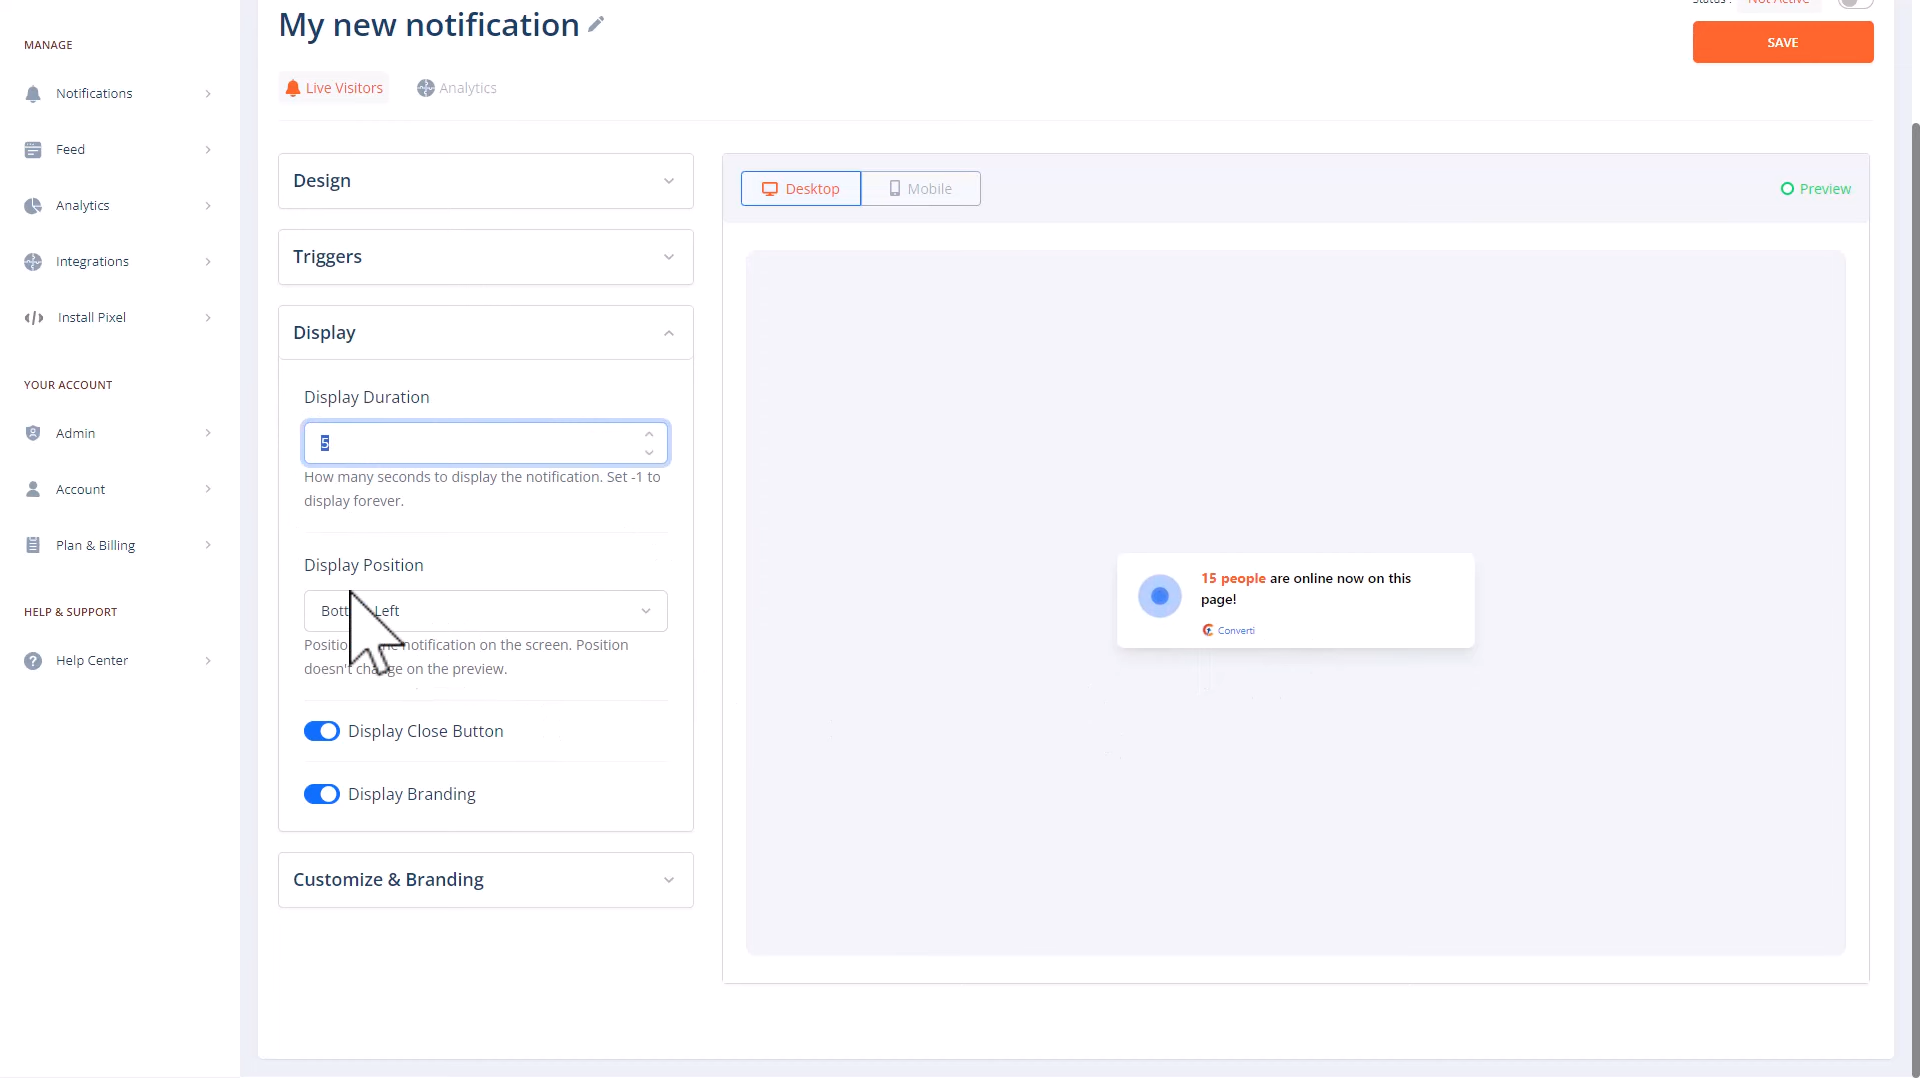 My new notification
Not Active
SAVE
MANAGE
Notifications
Feed
Analytics
Integrations
Install Pixel
YOUR ACCOUNT
Admin
Account
Plan & Billing
HELP & SUPPORT
Help Center
Live Visitors
Analytics
Design
Triggers
Display
Display Duration
5
How many seconds to display the notification. Set -1 to
display forever.
Display Position
Left
notification on the screen. Position
doesn't change on the preview.
Display Close Button
Display Branding
Customize & Branding
Desktop
Mobile
Preview
15 people are online now on this
page!
Converti